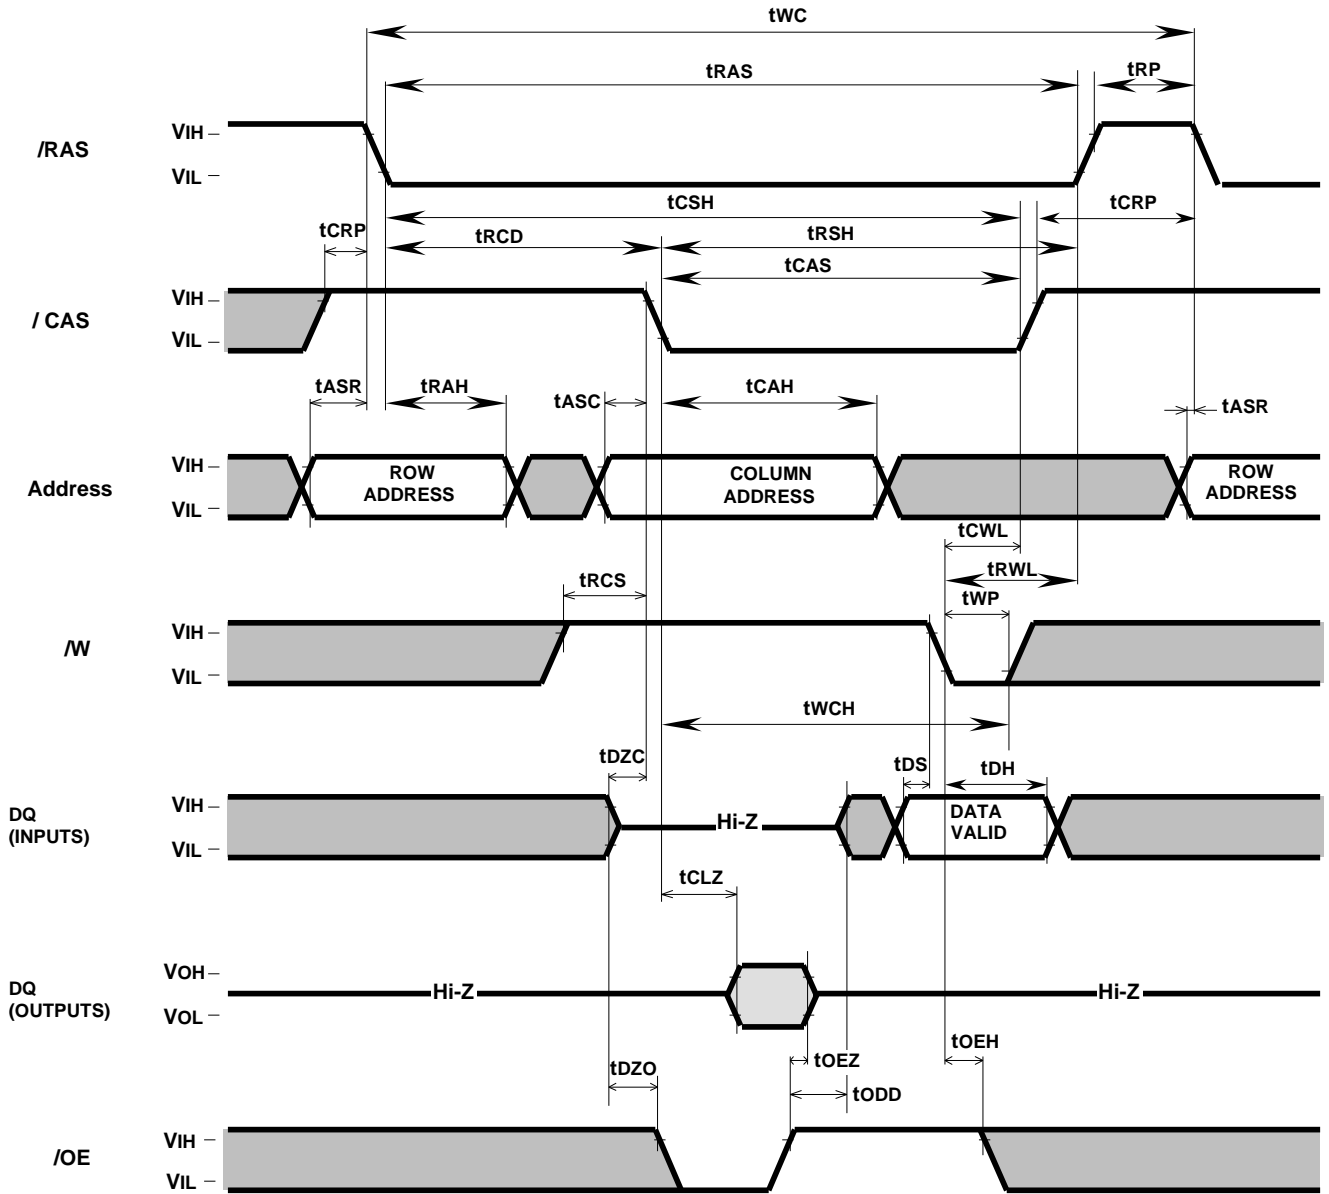 tWC
tRAS
tRP
/RAS
VIH
VIL
tCSH
tCRP
tCRP
tRCD
tRSH
tCAS
/ CAS
VIH
VIL
tASR
tRAH
tASC
tCAH
tASR
Address
VIH
VIL
ROW
ADDRESS
COLUMN
ADDRESS
ROW
ADDRESS
tCWL
tRWL
tRCS
tWP
/W
VIH
VIL
tWCH
tDZC
tDS
tDH
DQ
(INPUTS)
VIH
VIL
Hi-Z
DATA
VALID
tCLZ
DQ
(OUTPUTS)
VOH
VOL
Hi-Z
Hi-Z
tOEH
tOEZ
tDZO
tODD
/OE
VIH
VIL